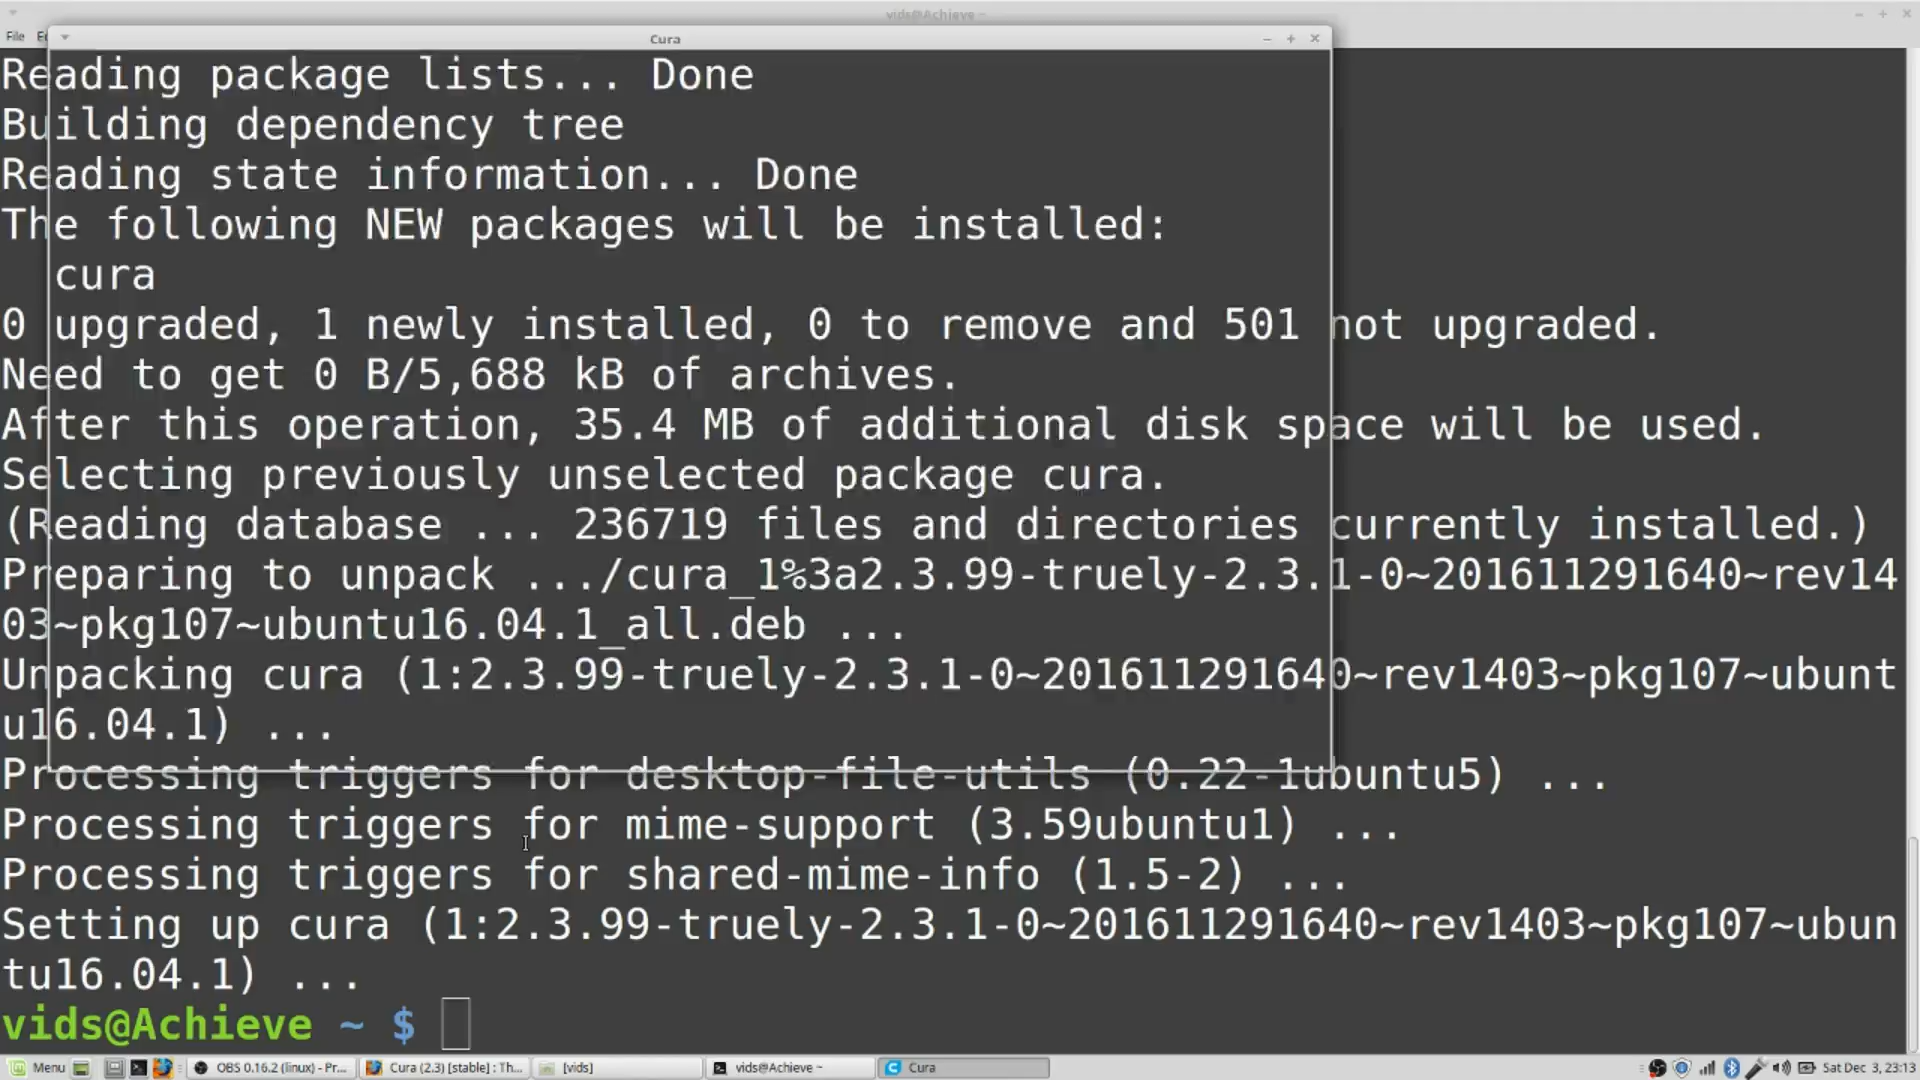 vids@Achieve ~
File
Cura
Reading package lists... Done
Building dependency tree
Reading state information... Done
The following NEW packages will be installed:
cura
0 upgraded, 1 newly installed, 0 to remove and 501 not upgraded.
Need to get 0 B/5,688 kB of archives.
After this operation, 35.4 MB of additional disk space will be used.
Selecting previously unselected package cura.
(Reading database ... 236719 files and directories currently installed.)
Preparing to unpack .../cura_1%3a2.3.99-truely-2.3.1-0~201611291640~rev14
03~pkg107~ubuntu16.04.1_all.deb ...
Unpacking cura (1:2.3.99-truely-2.3.1-0~201611291640~rev1403~pkg107~ubunt
u16.04.1) ...
Processing triggers for desktop-file-utils (0.22-1ubuntu5) ...
Processing triggers for mime-support (3.59ubuntu1) ...
Processing triggers for shared-mime-info (1.5-2) ...
Setting up cura (1:2.3.99-truely-2.3.1-0~201611291640~rev1403~pkg107~ubun
tu16.04.1) ...
vids@Achieve ~ $
Menu OBS 0.16.2 (linux) - Pr... Cura (2.3) [stable] : Th... [vids] vids@Achieve ~ Cura Sat Dec 3, 23:13